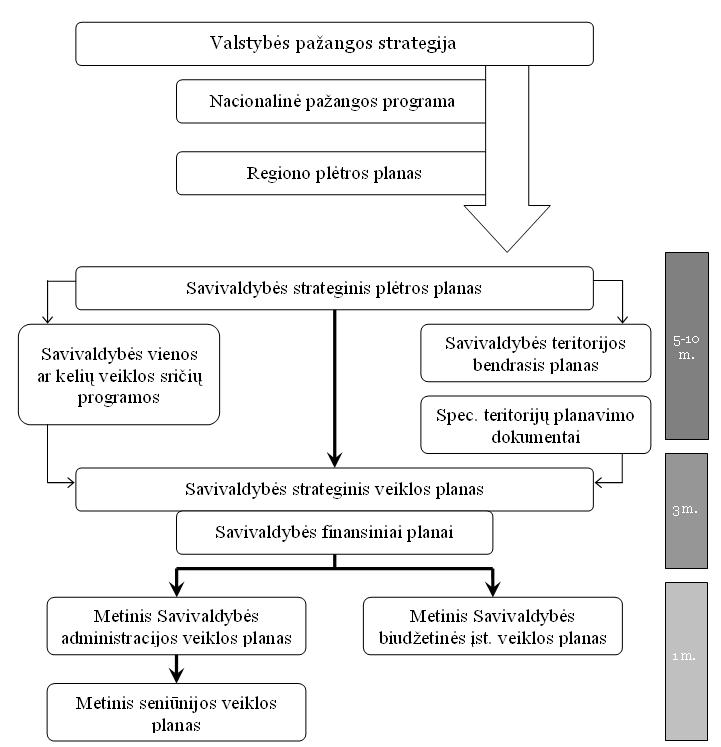 Valstybės pažangos strategija
Nacionalinė pažangos programa
Regiono plėtros planas
Savivaldybės strateginis plėtros planas
Savivaldybės vienos
ar kelių veiklos sričių
programos
Savivaldybės teritorijos
bendrasis planas
Spec. teritorijų planavimo
dokumentai
5-10
m.
Savivaldybės strateginis veiklos planas
Savivaldybės finansiniai planai
3 m.
Metinis Savivaldybės
administracijos veiklos planas
Metinis Savivaldybės
biudžetinės įst. veiklos planas
Metinis seniūnijos veiklos
planas
1 m.